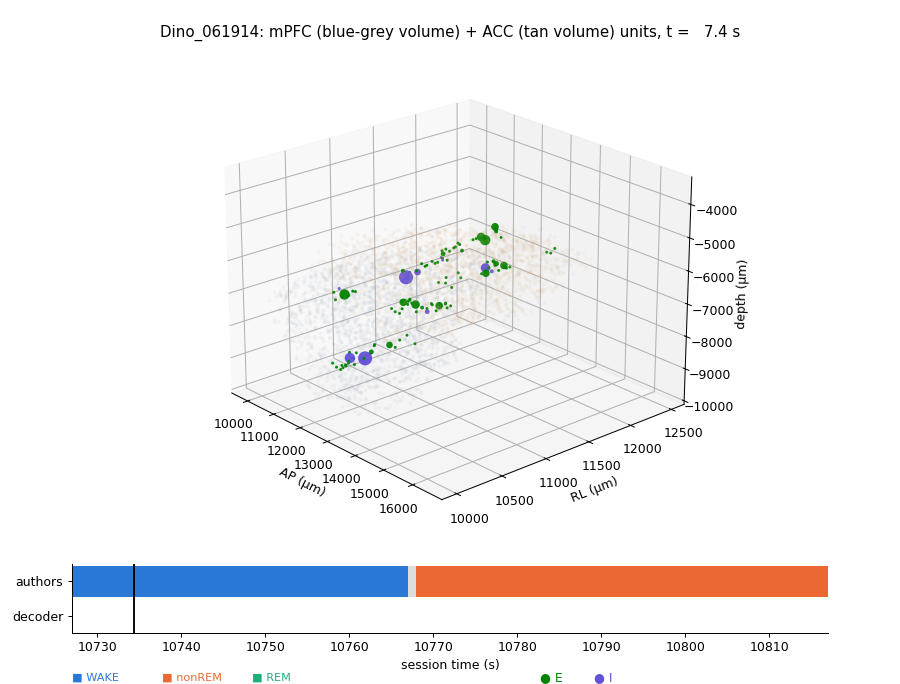 Dino_061914: mPFC (blue-grey volume) + ACC (tan volume) units, t =   7.4 s
−4000
−5000
−6000
−7000
−8000
−9000
−10000
depth (μm)
10000
11000
12000
13000
14000
15000
16000
AP (μm)
10000
10500
11000
11500
12000
12500
RL (μm)
authors
decoder
10730 10740 10750 10760 10770 10780 10790 10800 10810
session time (s)
WAKE nonREM REM E I